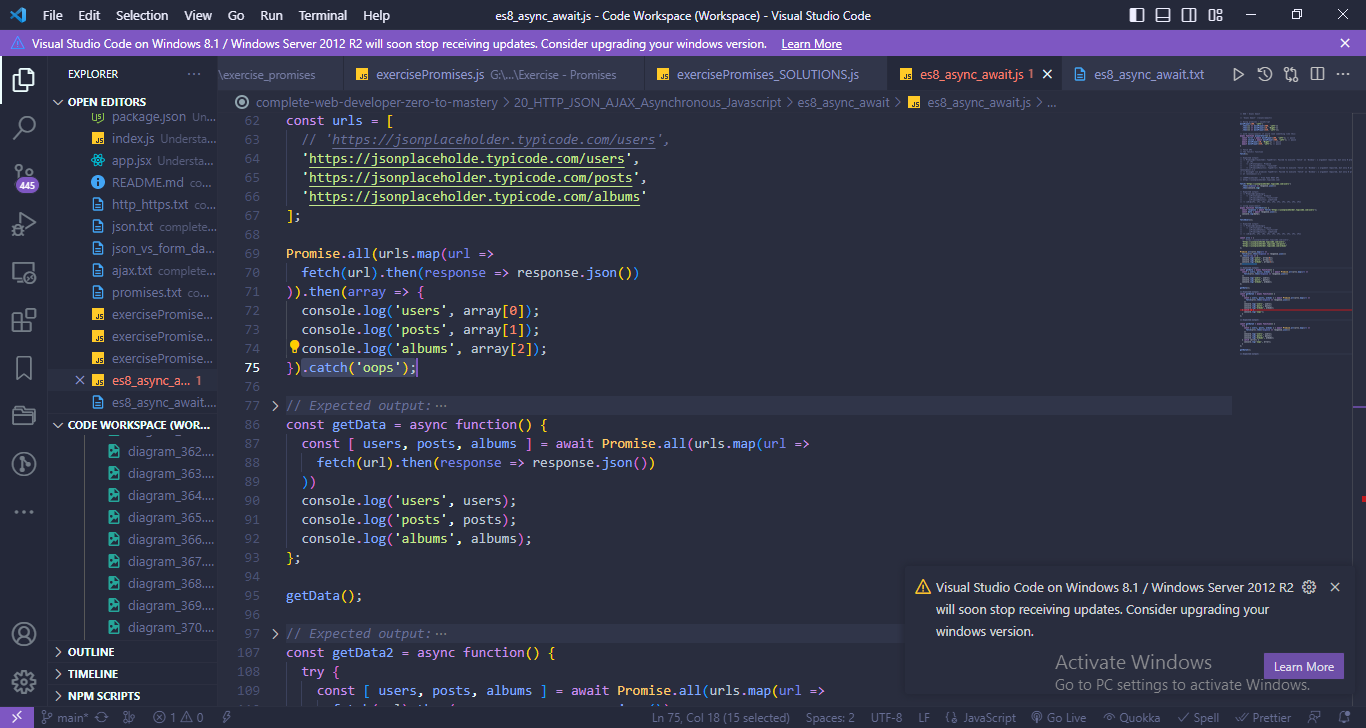 File Edit Selection View Go Run Terminal Help
es8_async_await.js - Code Workspace (Workspace) - Visual Studio Code
Visual Studio Code on Windows 8.1 / Windows Server 2012 R2 will soon stop receiving updates. Consider upgrading your windows version. Learn More
EXPLORER
\exercise_promises
JS exercisePromises.js G:\...\Exercise - Promises
JS exercisePromises_SOLUTIONS.js
JS es8_async_await.js 1
es8_async_await.txt
OPEN EDITORS
package.json Un...
JS index.js Understa...
app.jsx Understa...
README.md co...
http_https.txt co...
json.txt complete...
json_vs_form_da...
ajax.txt complete...
promises.txt co...
JS exercisePromise...
JS exercisePromise...
JS exercisePromise...
JS es8_async_a... 1
es8_async_await....
CODE WORKSPACE (WOR...
diagram_362....
diagram_363....
diagram_364....
diagram_365....
diagram_366....
diagram_367....
diagram_368....
diagram_369....
diagram_370....
OUTLINE
TIMELINE
NPM SCRIPTS
445
complete-web-developer-zero-to-mastery > 20_HTTP_JSON_AJAX_Asynchronous_Javascript > es8_async_await > JS es8_async_await.js > ...
62 const urls = [
63 // 'https://jsonplaceholder.typicode.com/users',
64 'https://jsonplaceholde.typicode.com/users',
65 'https://jsonplaceholder.typicode.com/posts',
66 'https://jsonplaceholder.typicode.com/albums'
67 ];
68
69 Promise.all(urls.map(url =>
70 fetch(url).then(response => response.json())
71 )).then(array => {
72 console.log('users', array[0]);
73 console.log('posts', array[1]);
74 console.log('albums', array[2]);
75 }).catch('oops');
76
77 // Expected output: ...
86 const getData = async function() {
87 const [ users, posts, albums ] = await Promise.all(urls.map(url =>
88 fetch(url).then(response => response.json())
89 ))
90 console.log('users', users);
91 console.log('posts', posts);
92 console.log('albums', albums);
93 };
94
95 getData();
96
97 // Expected output: ...
107 const getData2 = async function() {
108 try {
109 const [ users, posts, albums ] = await Promise.all(urls.map(url =>
Visual Studio Code on Windows 8.1 / Windows Server 2012 R2
will soon stop receiving updates. Consider upgrading your
windows version.
Learn More
Activate Windows
Go to PC settings to activate Windows.
main* 1 0
Ln 75, Col 18 (15 selected) Spaces: 2 UTF-8 LF {} JavaScript Go Live Quokka Spell Prettier